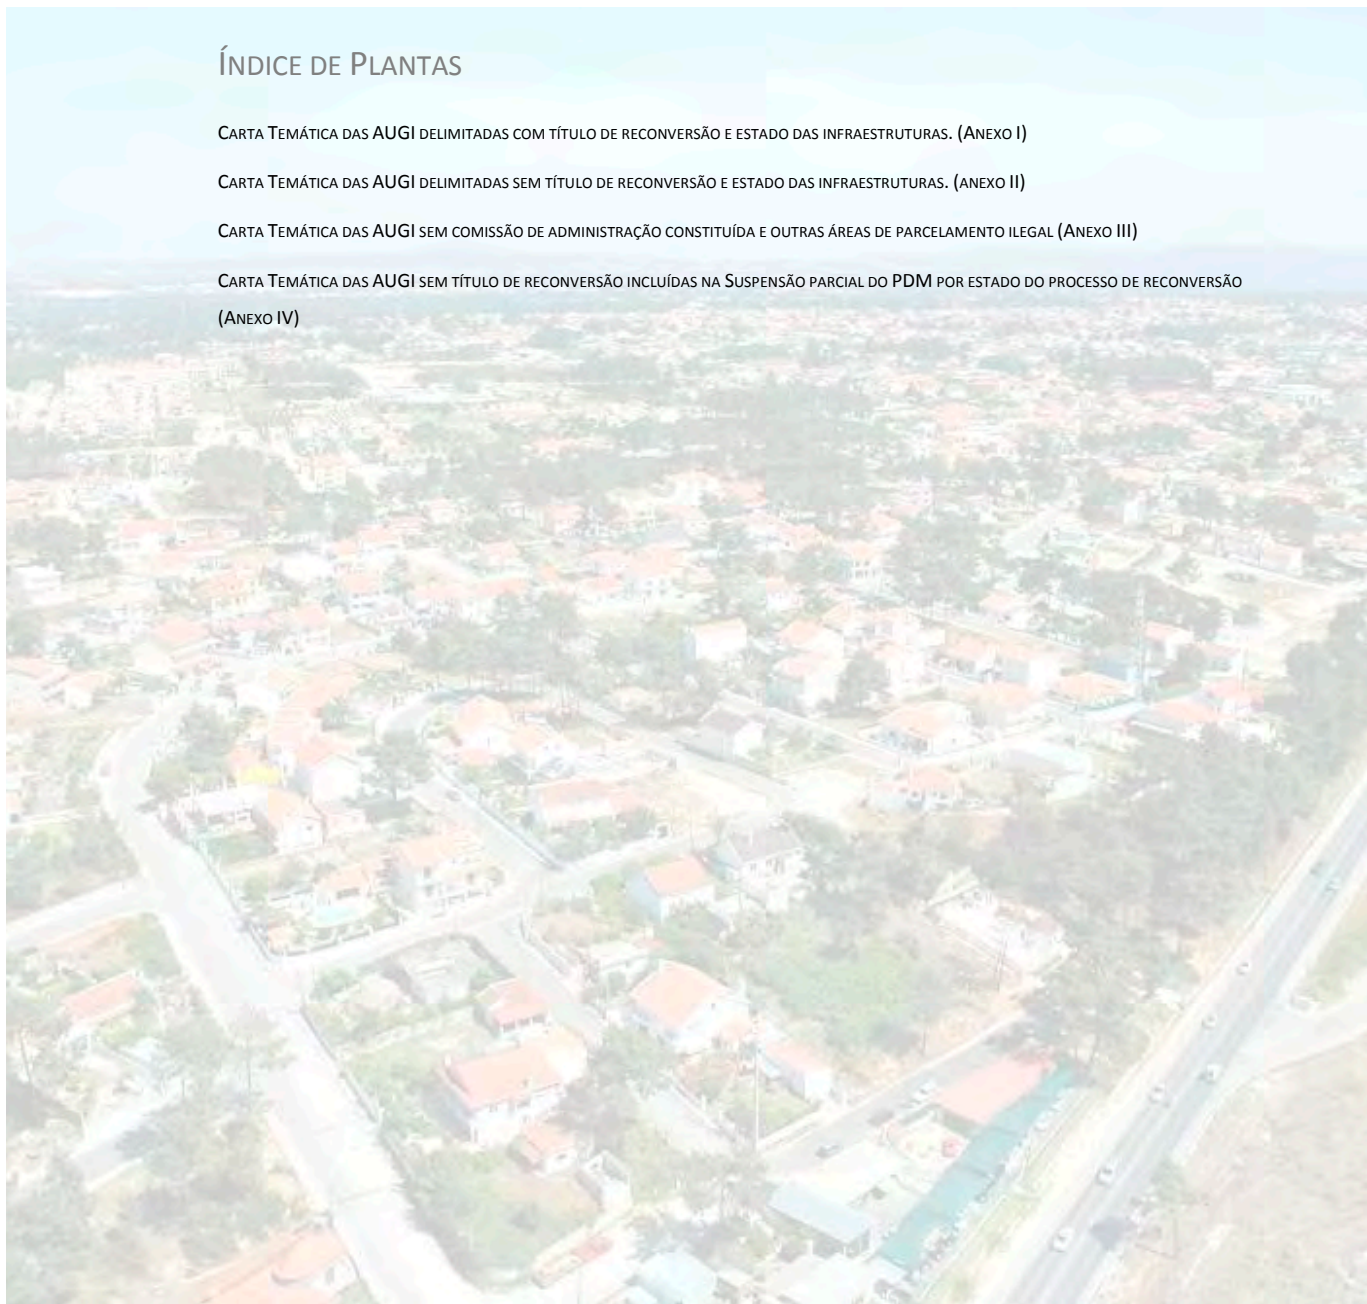 Índice de Plantas
Carta Temática das AUGI delimitadas com título de reconversão e estado das infraestruturas. (Anexo I)
Carta Temática das AUGI delimitadas sem título de reconversão e estado das infraestruturas. (anexo II)
Carta Temática das AUGI sem comissão de administração constituída e outras áreas de parcelamento ilegal (Anexo III)
Carta Temática das AUGI sem título de reconversão incluídas na Suspensão parcial do PDM por estado do processo de reconversão
(Anexo IV)